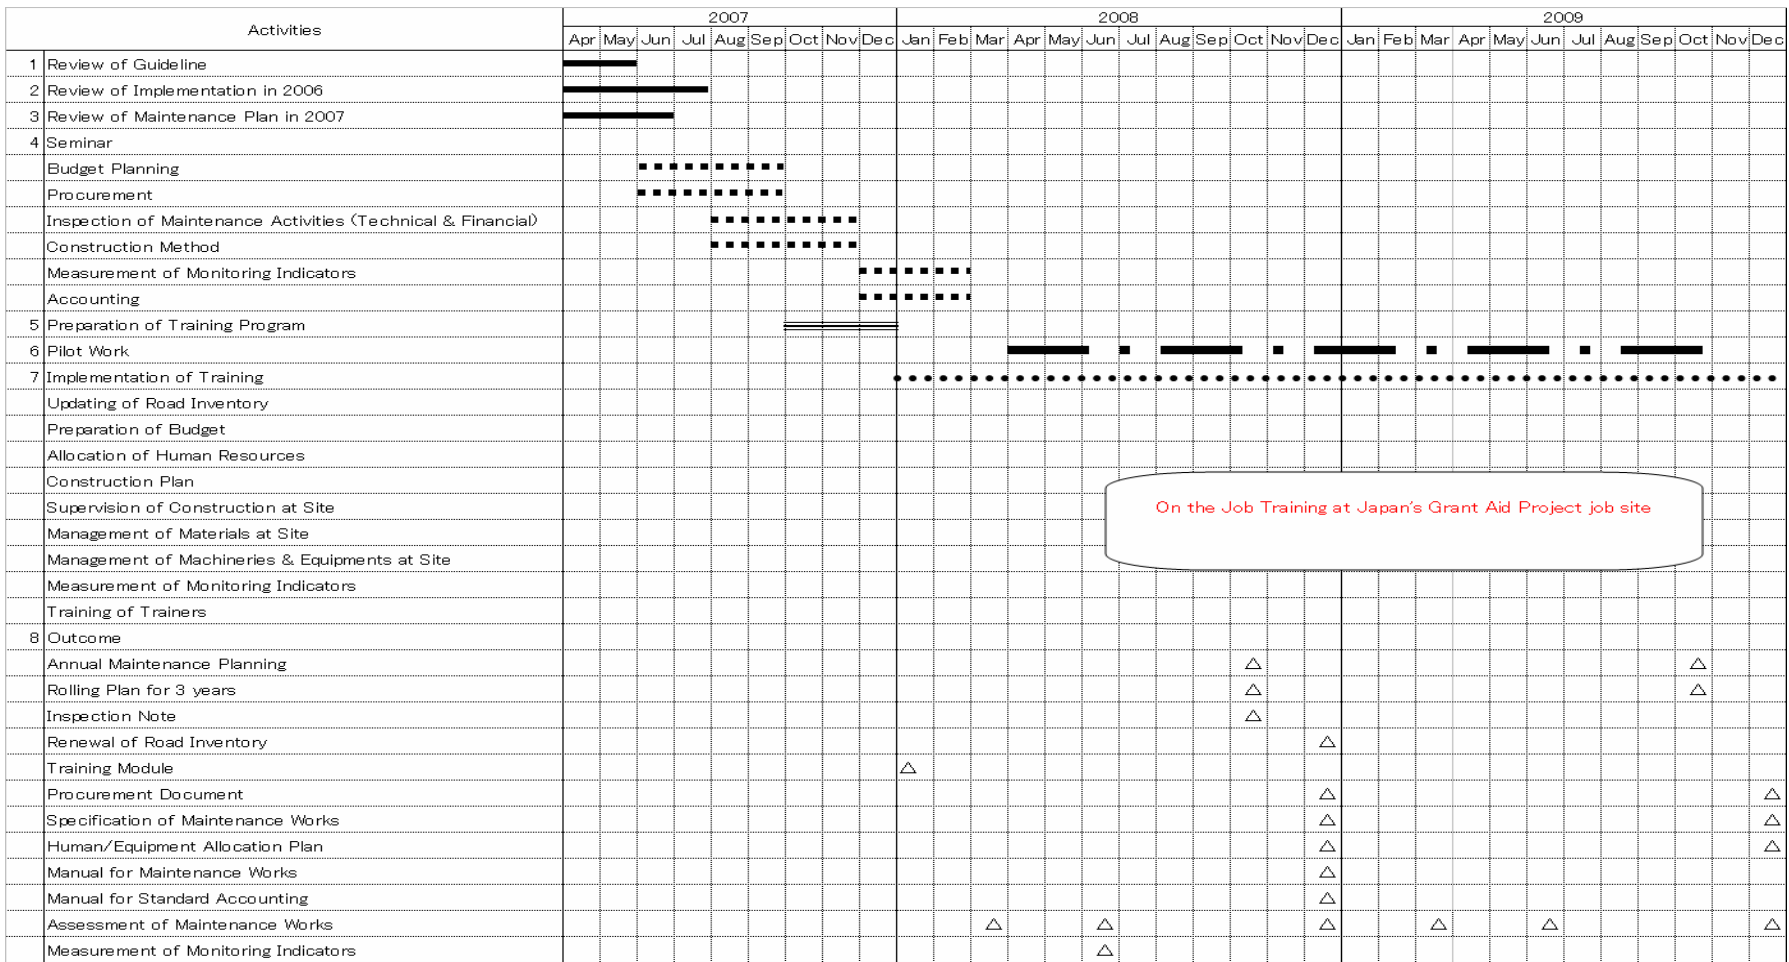 Activities
2007
2008
2009
Apr May Jun Jul Aug Sep Oct Nov Dec Jan Feb Mar Apr May Jun Jul Aug Sep Oct Nov Dec Jan Feb Mar Apr May Jun Jul Aug Sep Oct Nov Dec
1 Review of Guideline
2 Review of Implementation in 2006
3 Review of Maintenance Plan in 2007
4 Seminar
Budget Planning
Procurement
Inspection of Maintenance Activities (Technical & Financial)
Construction Method
Measurement of Monitoring Indicators
Accounting
5 Preparation of Training Program
6 Pilot Work
7 Implementation of Training
Updating of Road Inventory
Preparation of Budget
Allocation of Human Resources
Construction Plan
Supervision of Construction at Site
On the Job Training at Japan's Grant Aid Project job site
Management of Materials at Site
Management of Machineries & Equipments at Site
Measurement of Monitoring Indicators
Training of Trainers
8 Outcome
Annual Maintenance Planning
Rolling Plan for 3 years
Inspection Note
Renewal of Road Inventory
Training Module
Procurement Document
Specification of Maintenance Works
Human/Equipment Allocation Plan
Manual for Maintenance Works
Manual for Standard Accounting
Assessment of Maintenance Works
Measurement of Monitoring Indicators